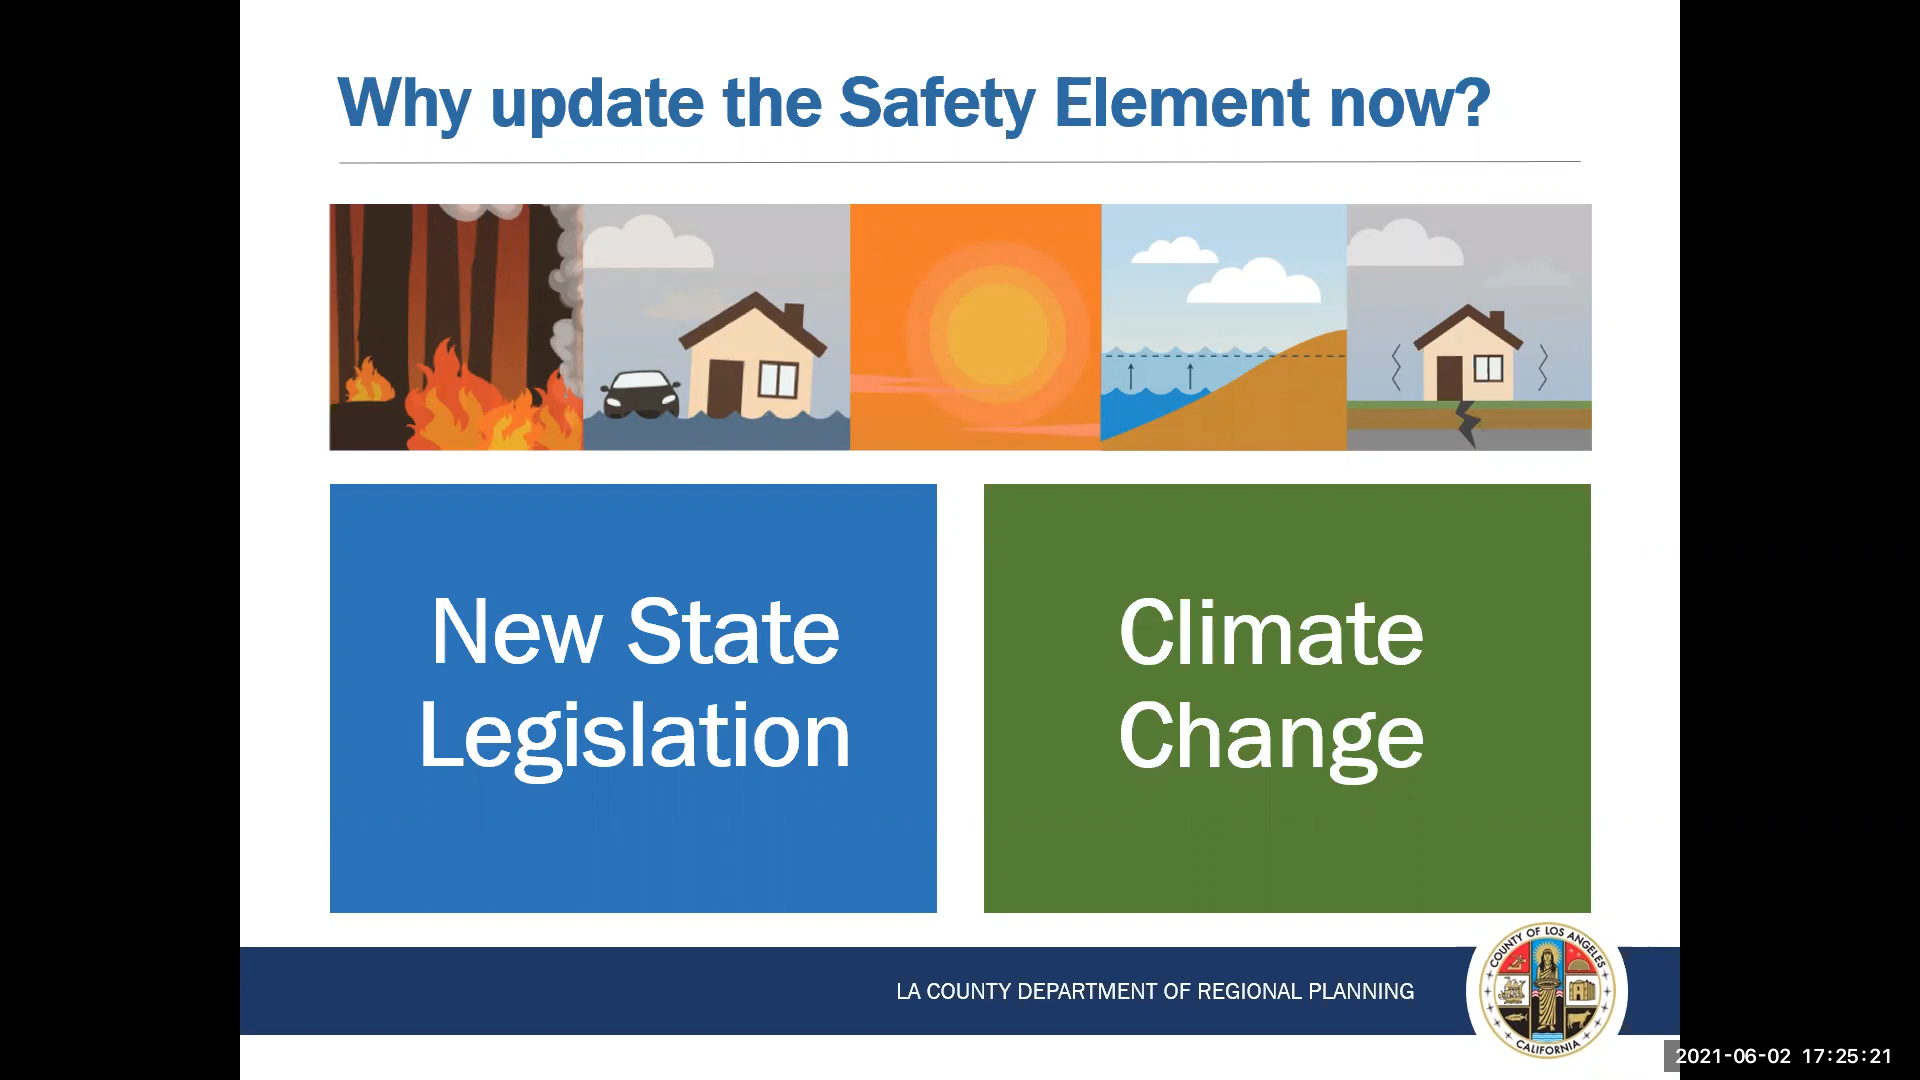 Why update the Safety Element now?
New State
Legislation
Climate
Change
LA COUNTY DEPARTMENT OF REGIONAL PLANNING
COUNTY OF LOS ANGELES
CALIFORNIA
2021-06-02 17:25:21